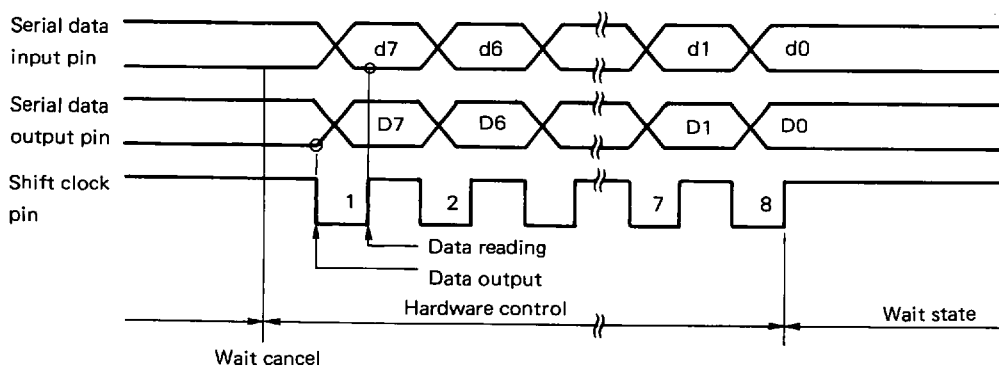 Serial data
input pin
d7 d6 d1 d0
Serial data
output pin
D7 D6 D1 D0
Shift clock
pin
1 2 7 8
Data reading
Data output
Hardware control
Wait state
Wait cancel